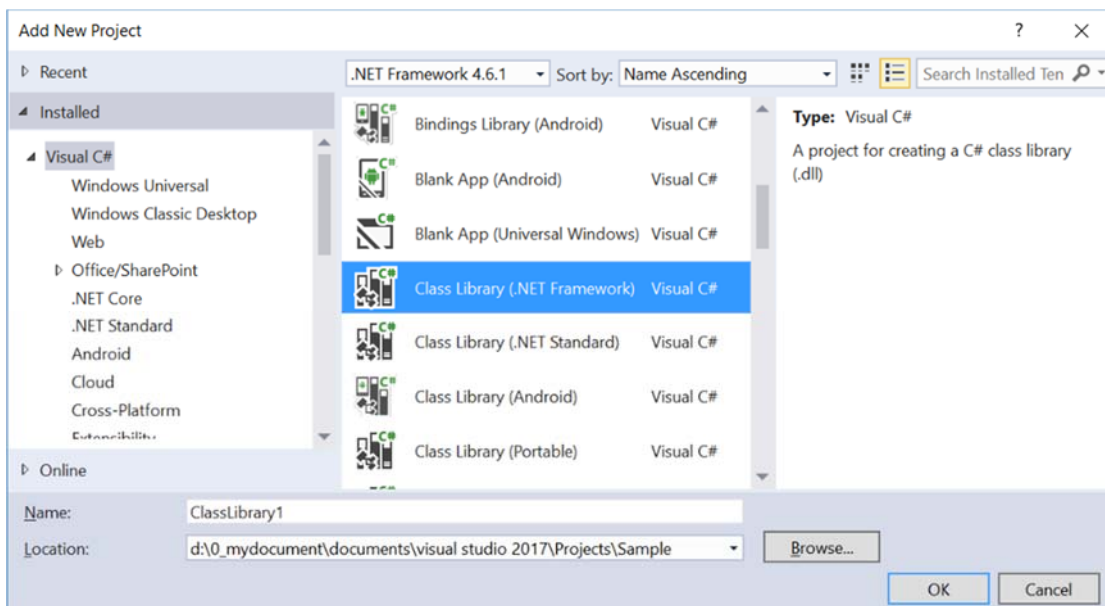 Add New Project
?
Recent
.NET Framework 4.6.1
Sort by:
Name Ascending
Search Installed Ten
Installed
Visual C#
Windows Universal
Windows Classic Desktop
Web
Office/SharePoint
.NET Core
.NET Standard
Android
Cloud
Cross-Platform
Extensibility
Online
Bindings Library (Android) Visual C#
Blank App (Android) Visual C#
Blank App (Universal Windows) Visual C#
Class Library (.NET Framework) Visual C#
Class Library (.NET Standard) Visual C#
Class Library (Android) Visual C#
Class Library (Portable) Visual C#
Type: Visual C#
A project for creating a C# class library
(.dll)
Name: ClassLibrary1
Location: d:\0_mydocument\documents\visual studio 2017\Projects\Sample
Browse...
OK
Cancel